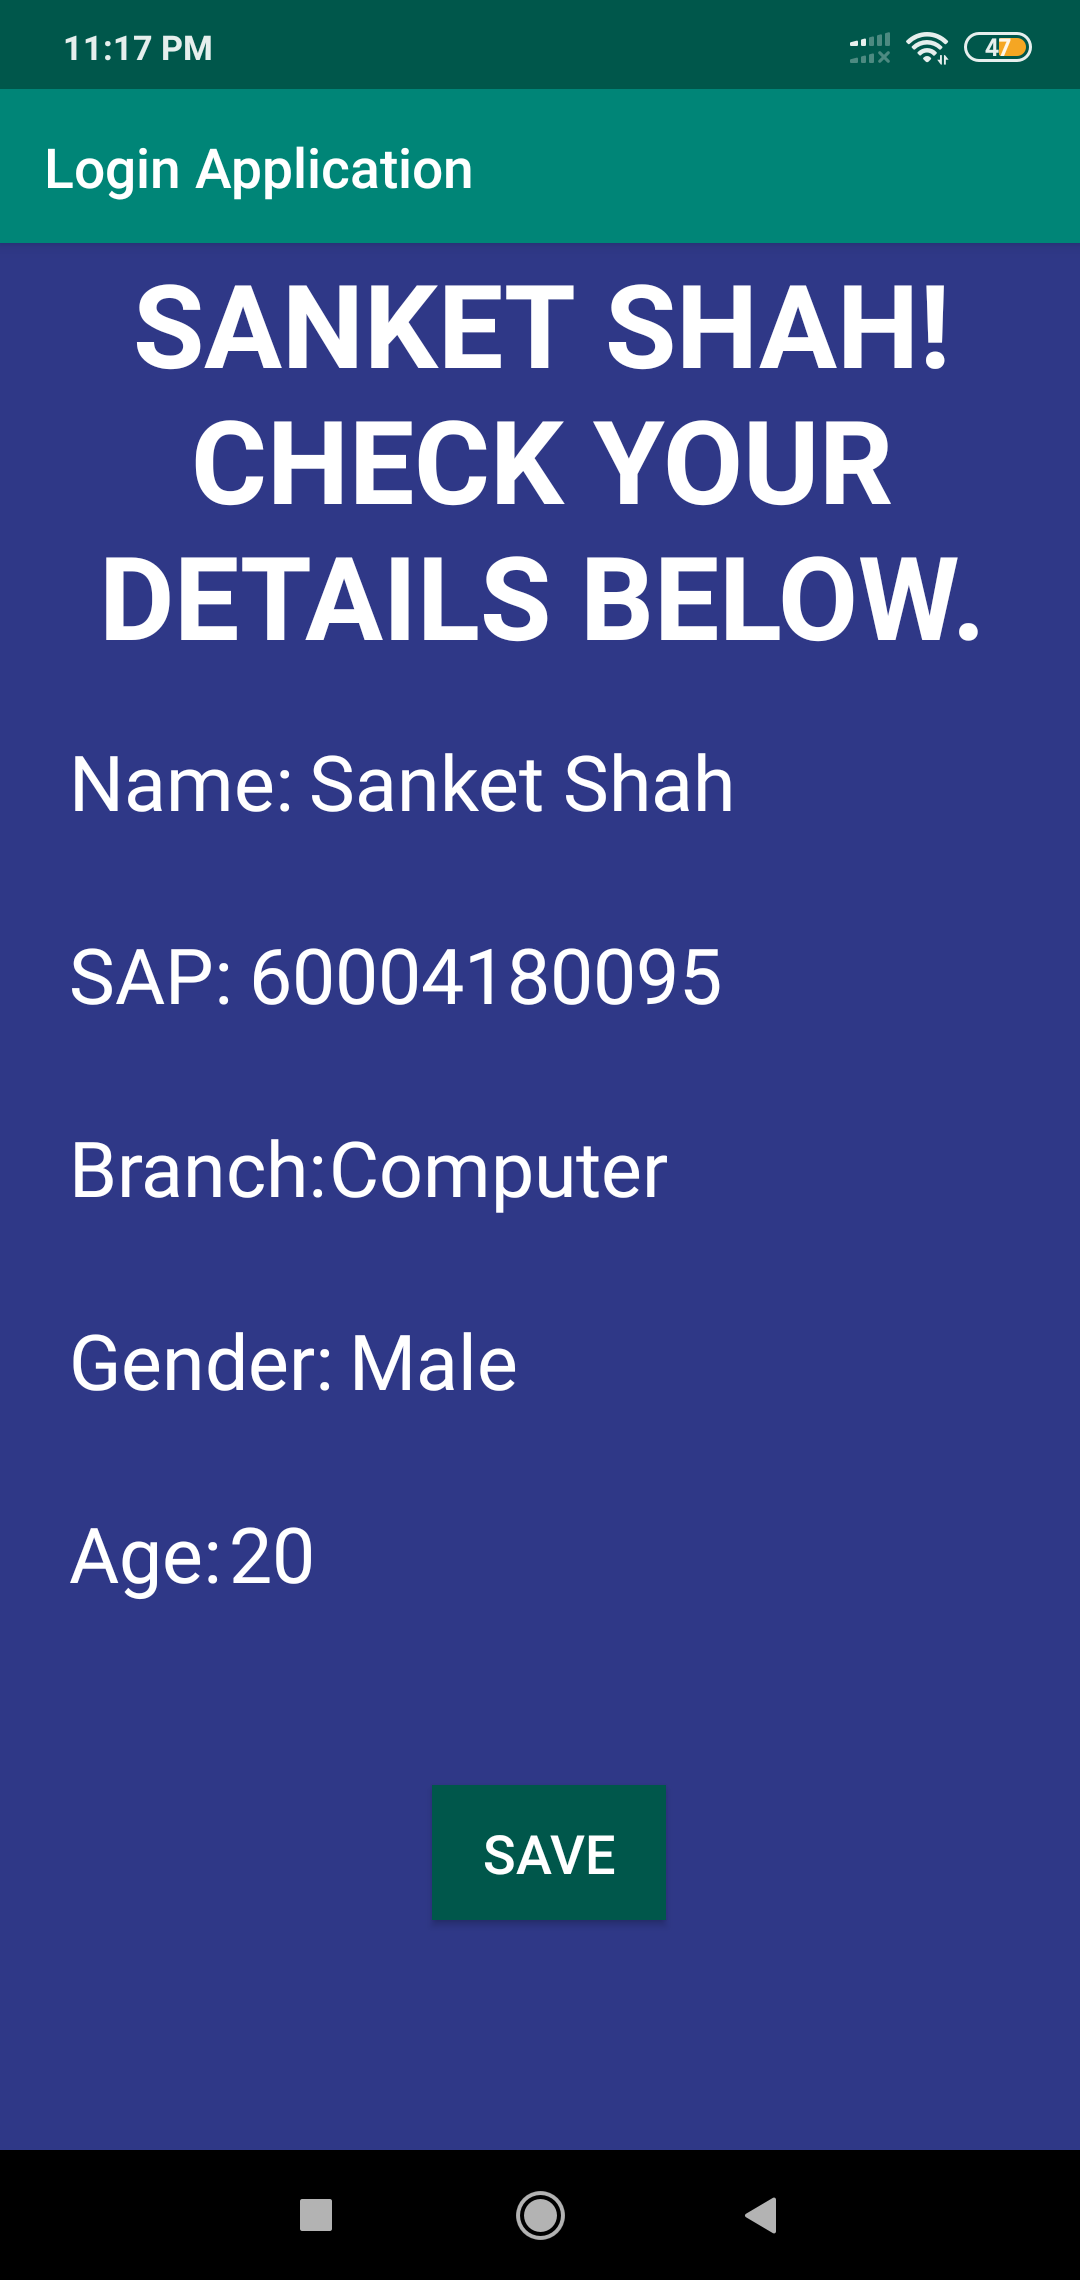 11:17 PM
47
Login Application
SANKET SHAH!
CHECK YOUR
DETAILS BELOW.
Name: Sanket Shah
SAP: 60004180095
Branch:Computer
Gender: Male
Age: 20
SAVE